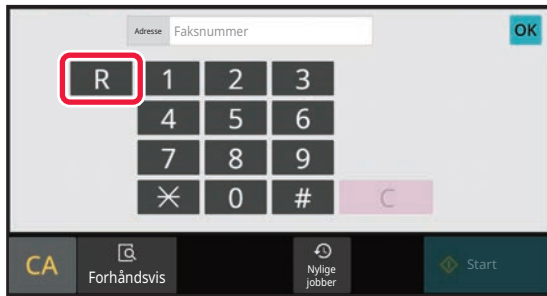 Adresse Faksnummer OK
R 1 2 3
4 5 6
7 8 9
* 0 # C
CA Forhåndsvis Nylige Start
jobber